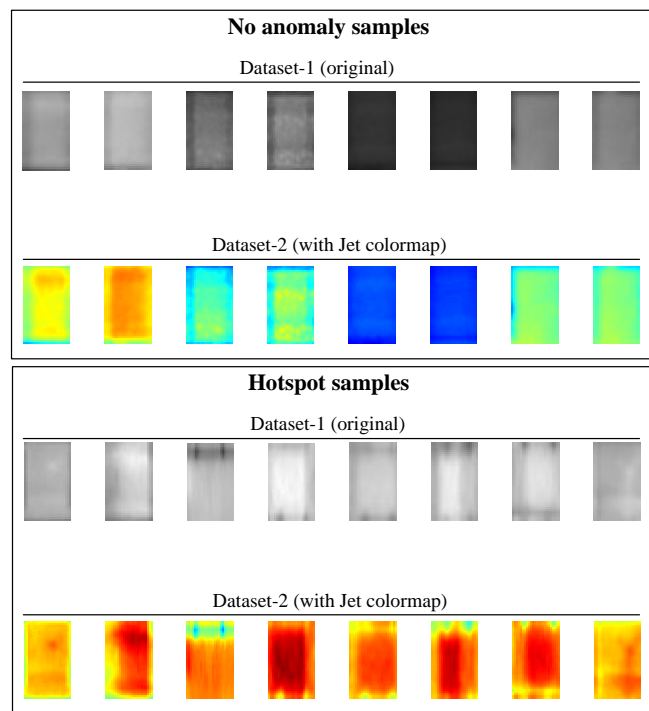 No anomaly samples
Dataset-1 (original)
Dataset-2 (with Jet colormap)
Hotspot samples
Dataset-1 (original)
Dataset-2 (with Jet colormap)